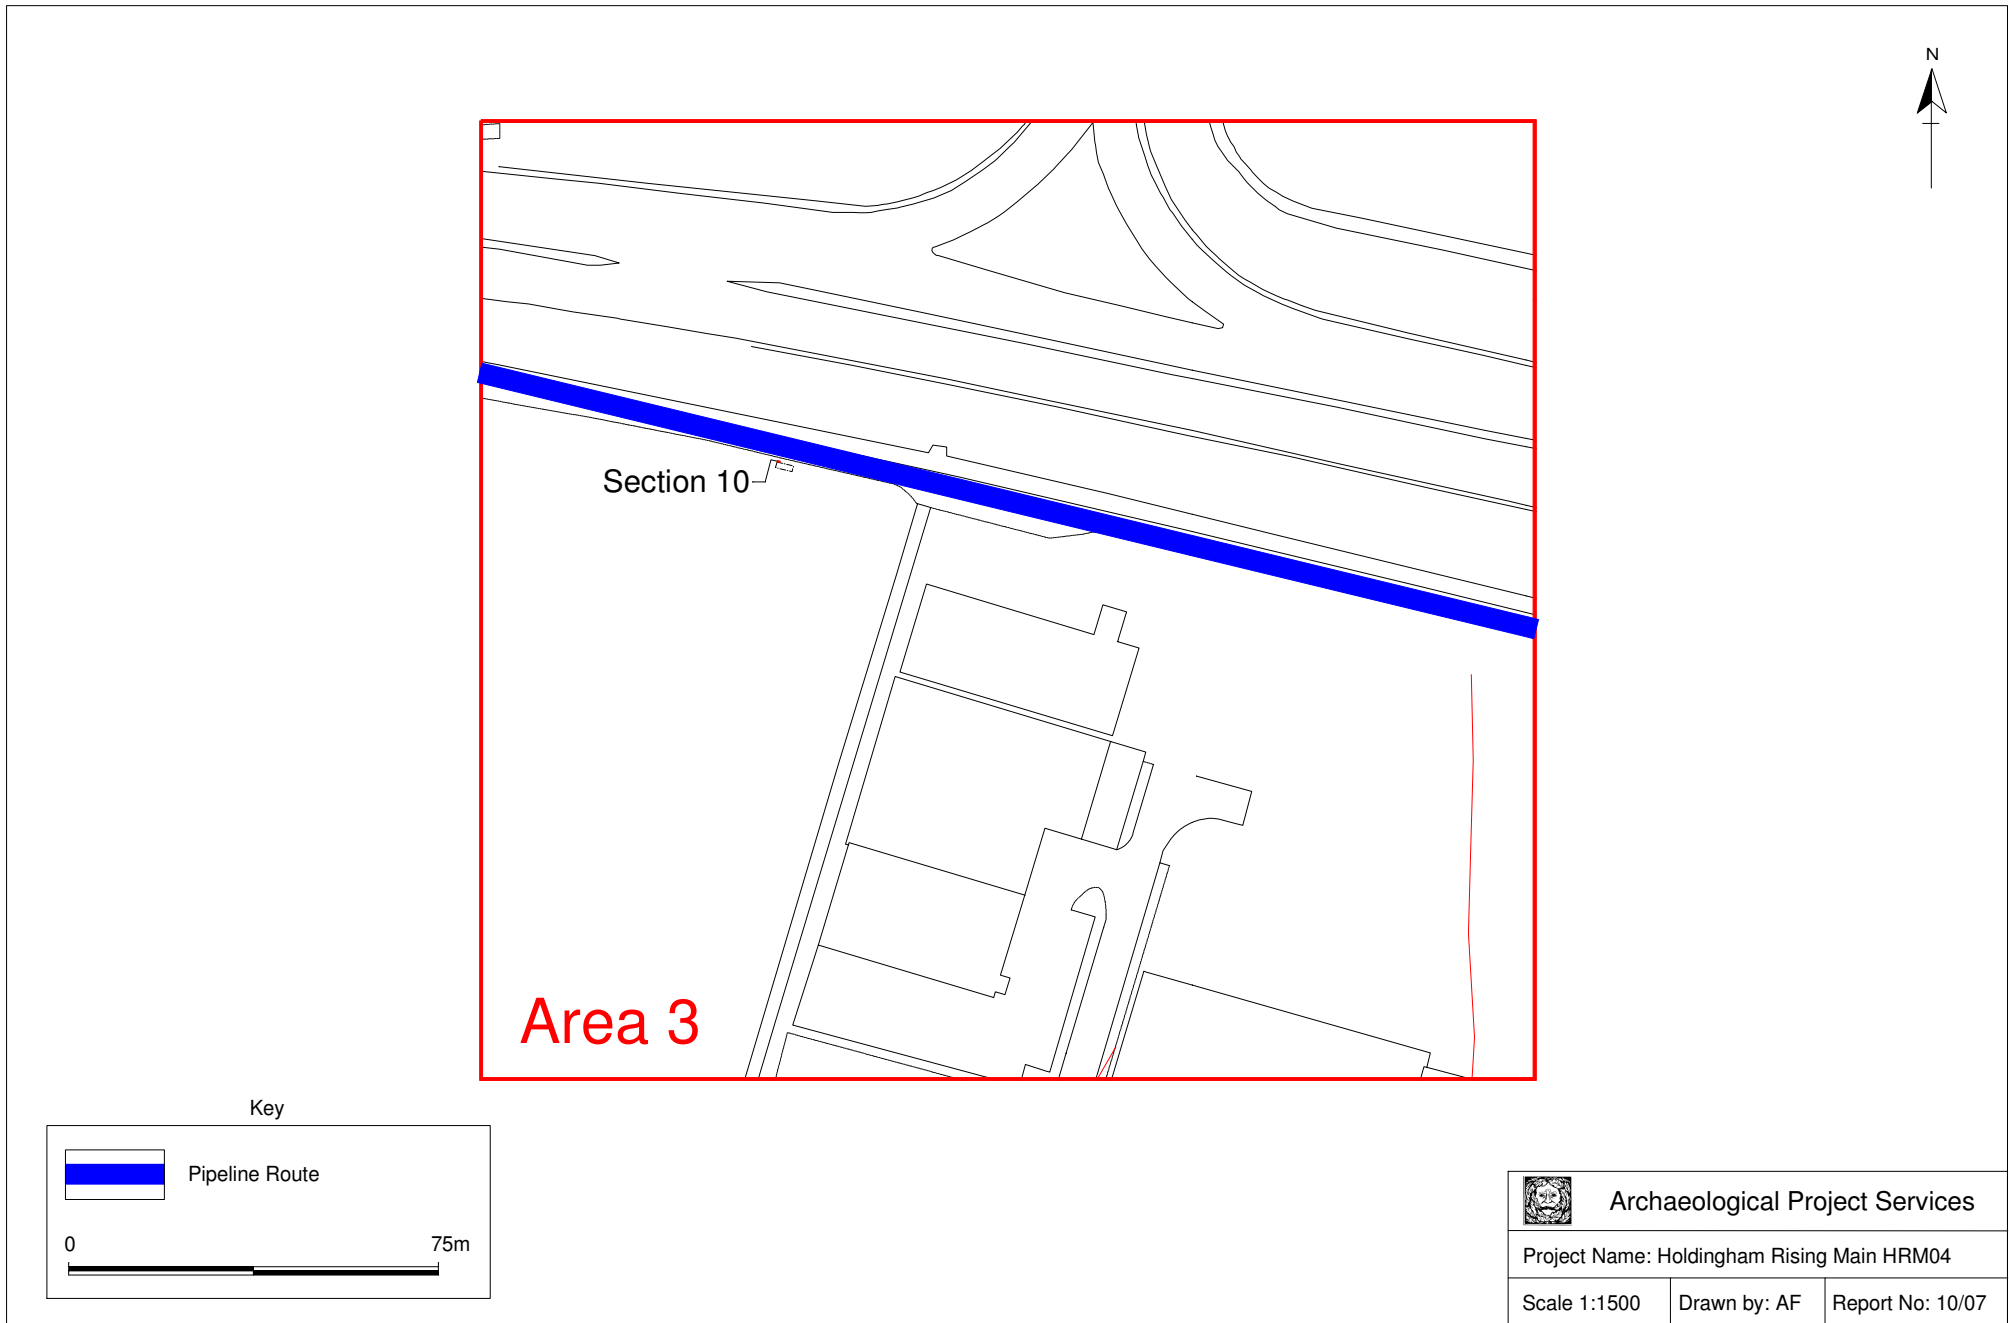 N
Section 10
Area 3
Key
Pipeline Route
0 75m
Archaeological Project Services
Project Name: Holdingham Rising Main HRM04
Scale 1:1500 Drawn by: AF Report No: 10/07